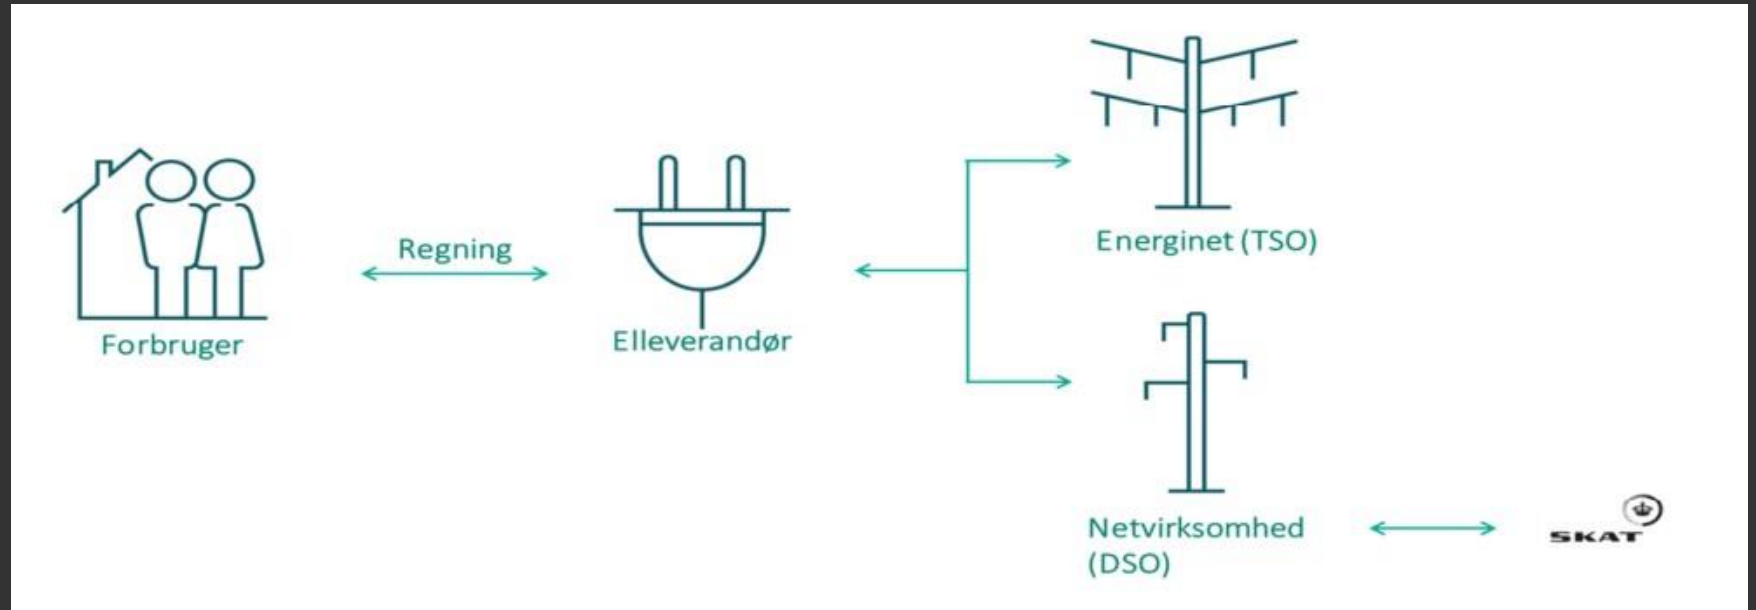 Forbruger
Regning
Elleverandør
Energinet (TSO)
Netvirksomhed
(DSO)
SKAT